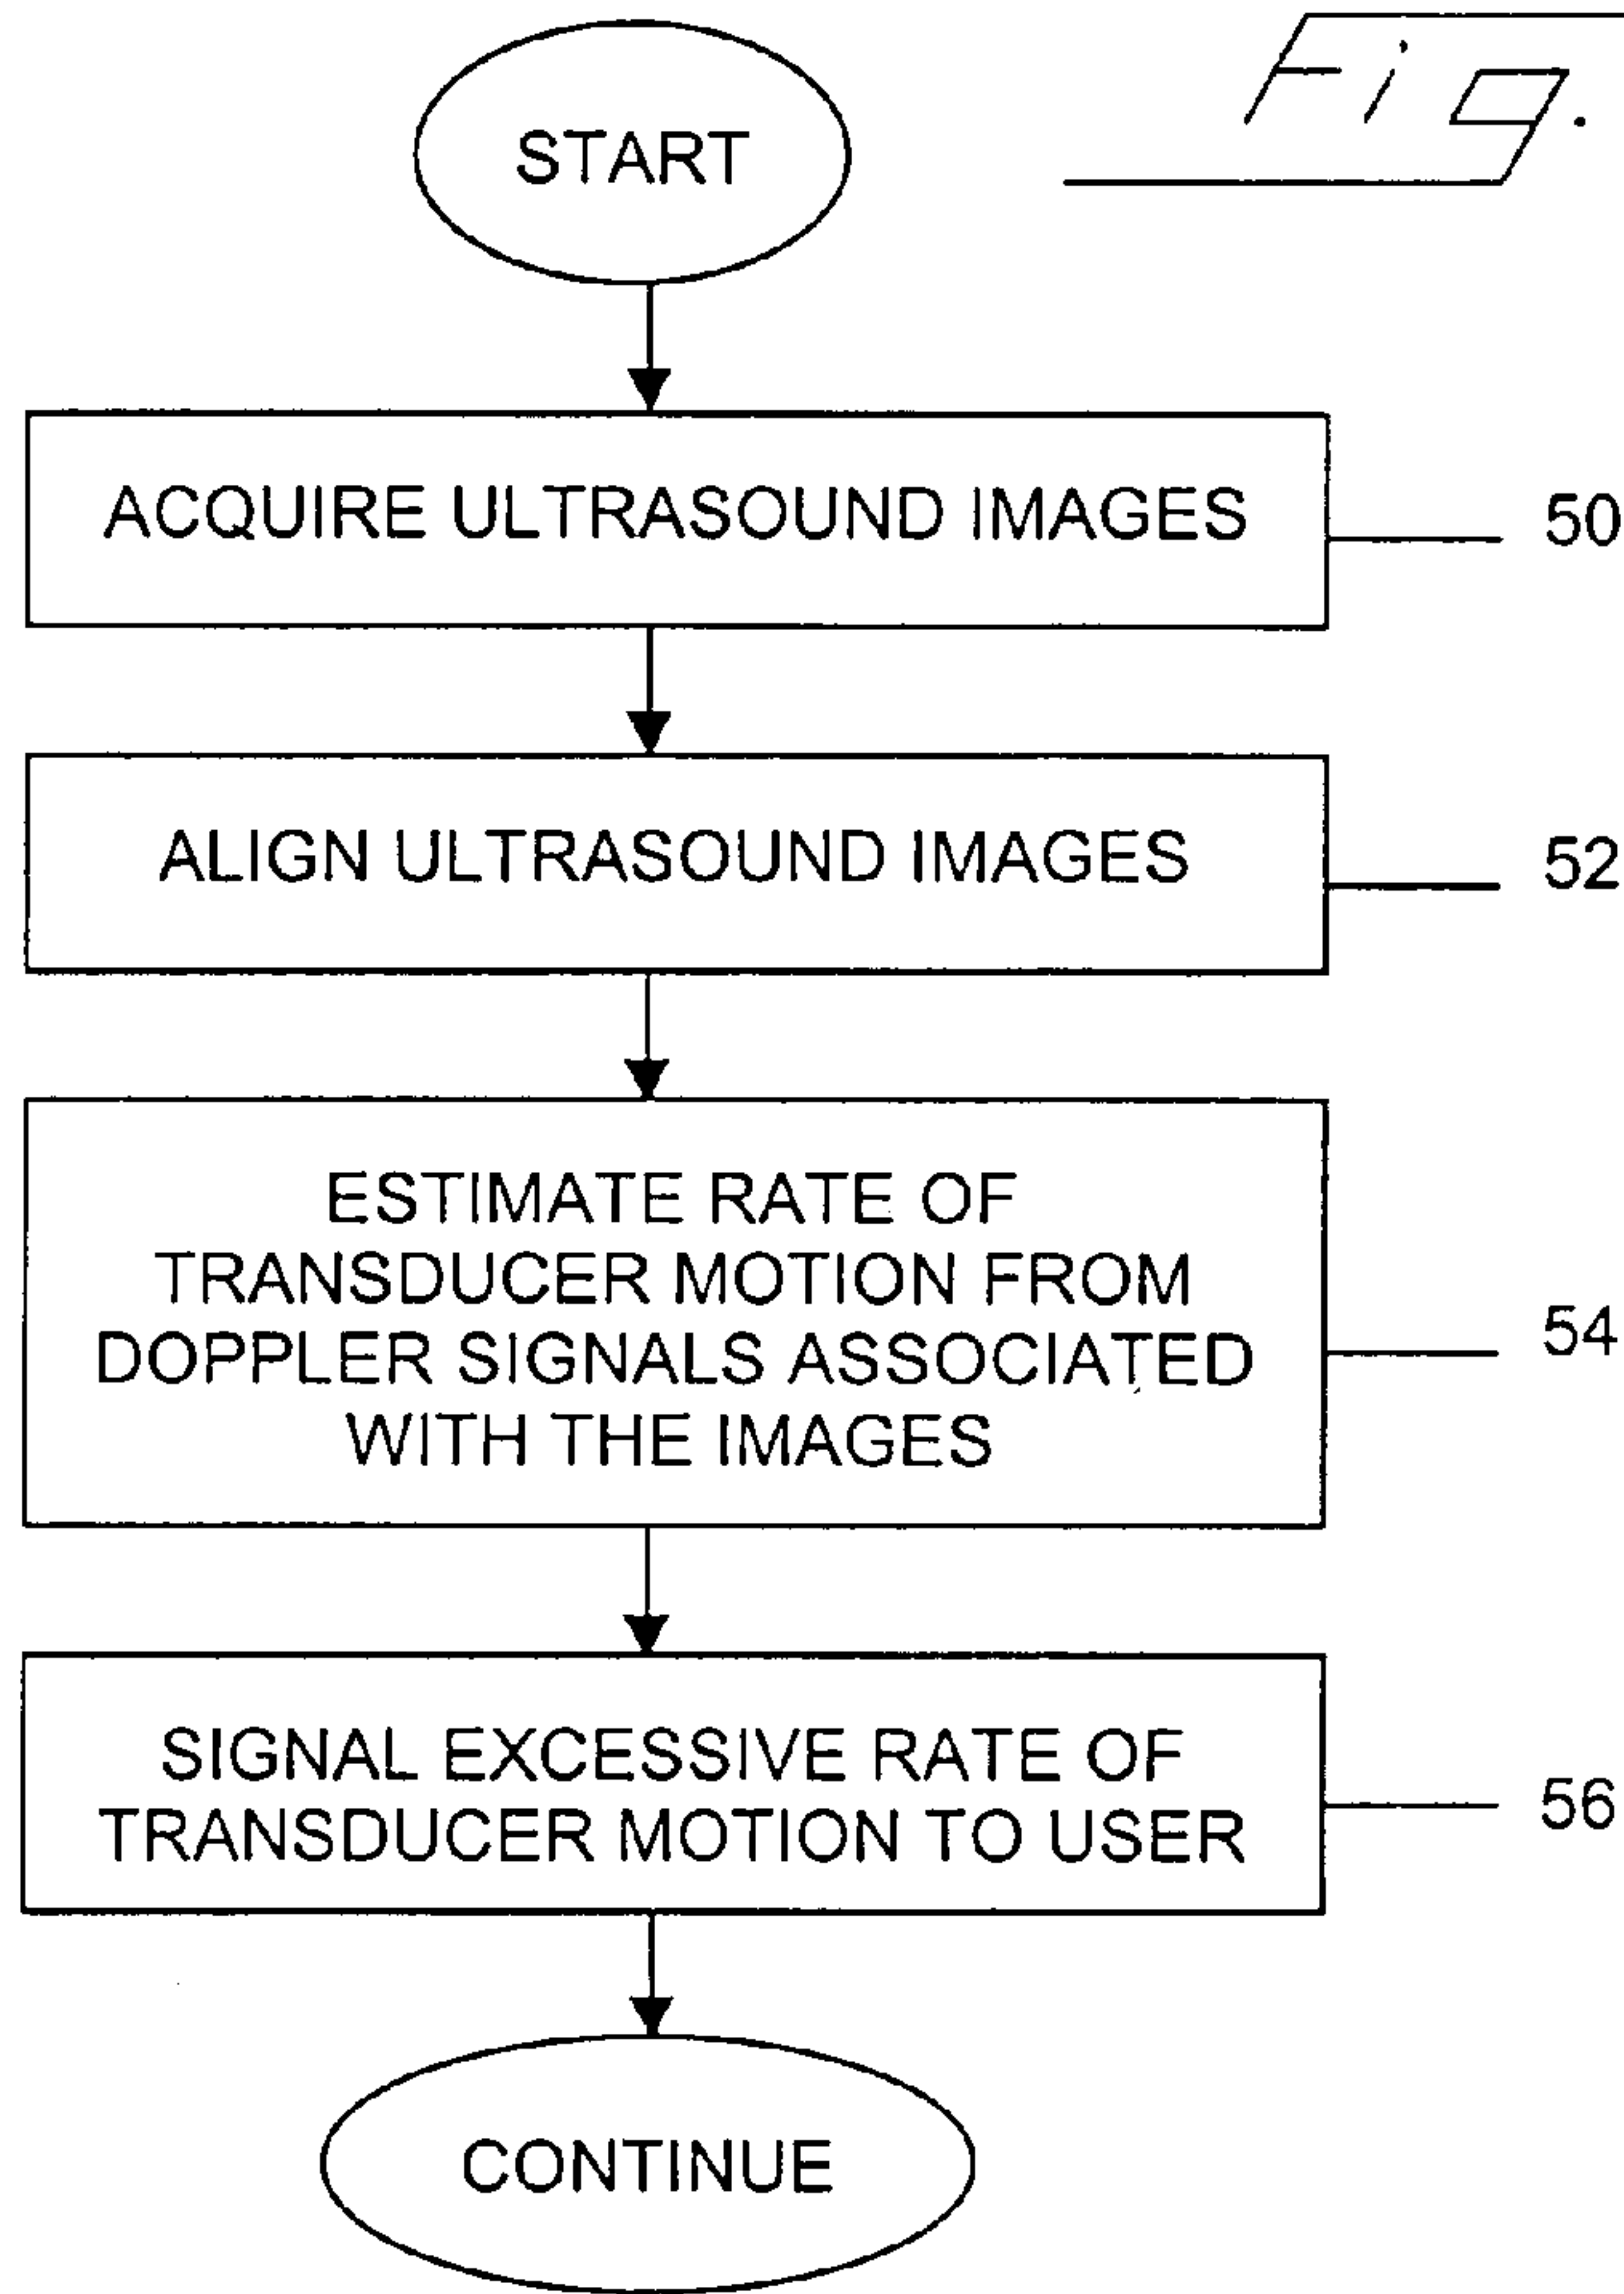 Fig.
START
ACQUIRE ULTRASOUND IMAGES
50
ALIGN ULTRASOUND IMAGES
52
ESTIMATE RATE OF
TRANSDUCER MOTION FROM
DOPPLER SIGNALS ASSOCIATED
WITH THE IMAGES
54
SIGNAL EXCESSIVE RATE OF
TRANSDUCER MOTION TO USER
56
CONTINUE